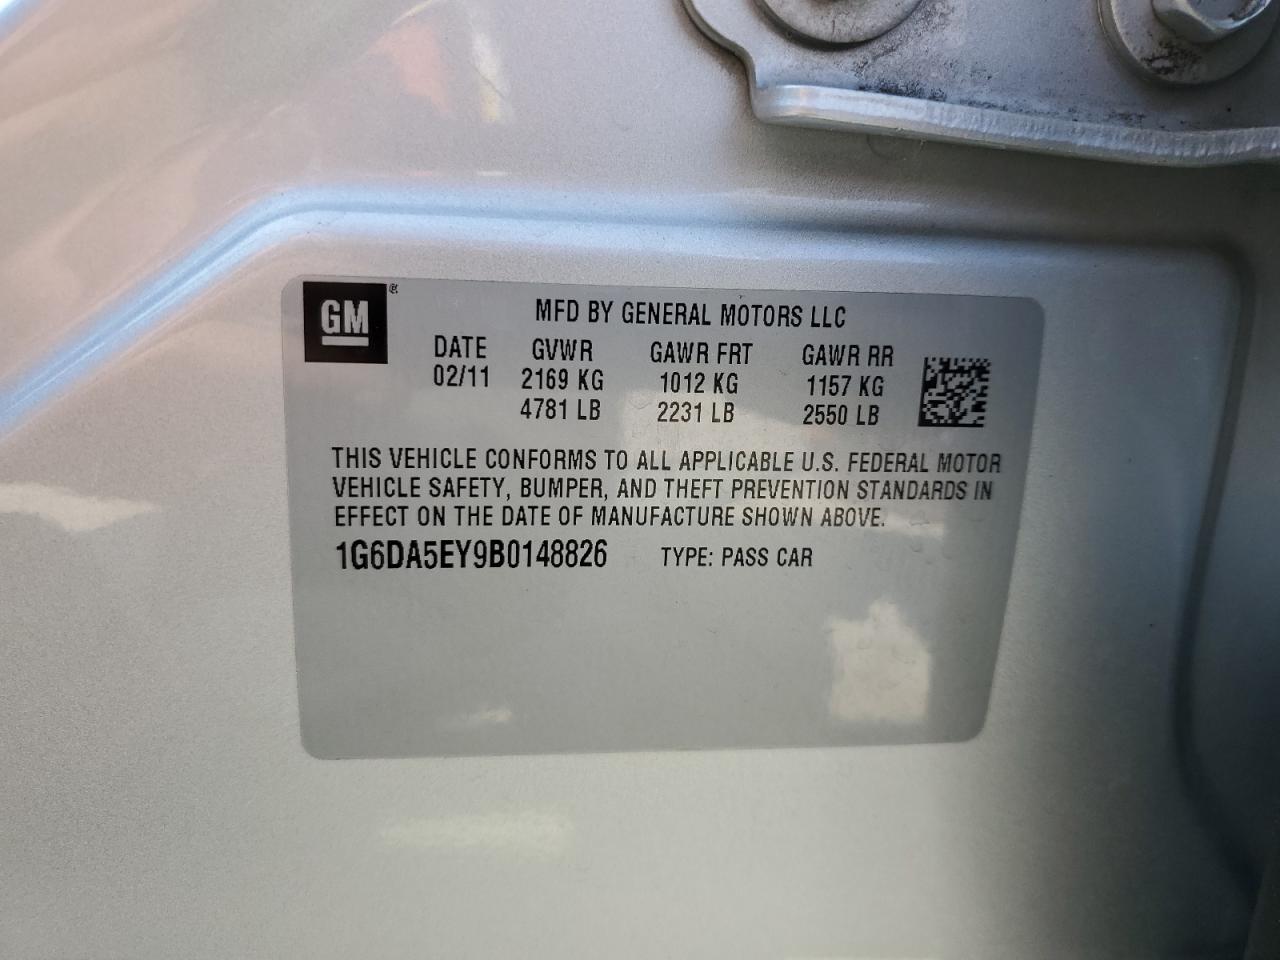 GM ®
MFD BY GENERAL MOTORS LLC
DATE GVWR GAWR FRT GAWR RR
02/11 2169 KG 1012 KG 1157 KG
4781 LB 2231 LB 2550 LB
THIS VEHICLE CONFORMS TO ALL APPLICABLE U.S. FEDERAL MOTOR
VEHICLE SAFETY, BUMPER, AND THEFT PREVENTION STANDARDS IN
EFFECT ON THE DATE OF MANUFACTURE SHOWN ABOVE.
1G6DA5EY9B0148826 TYPE: PASS CAR